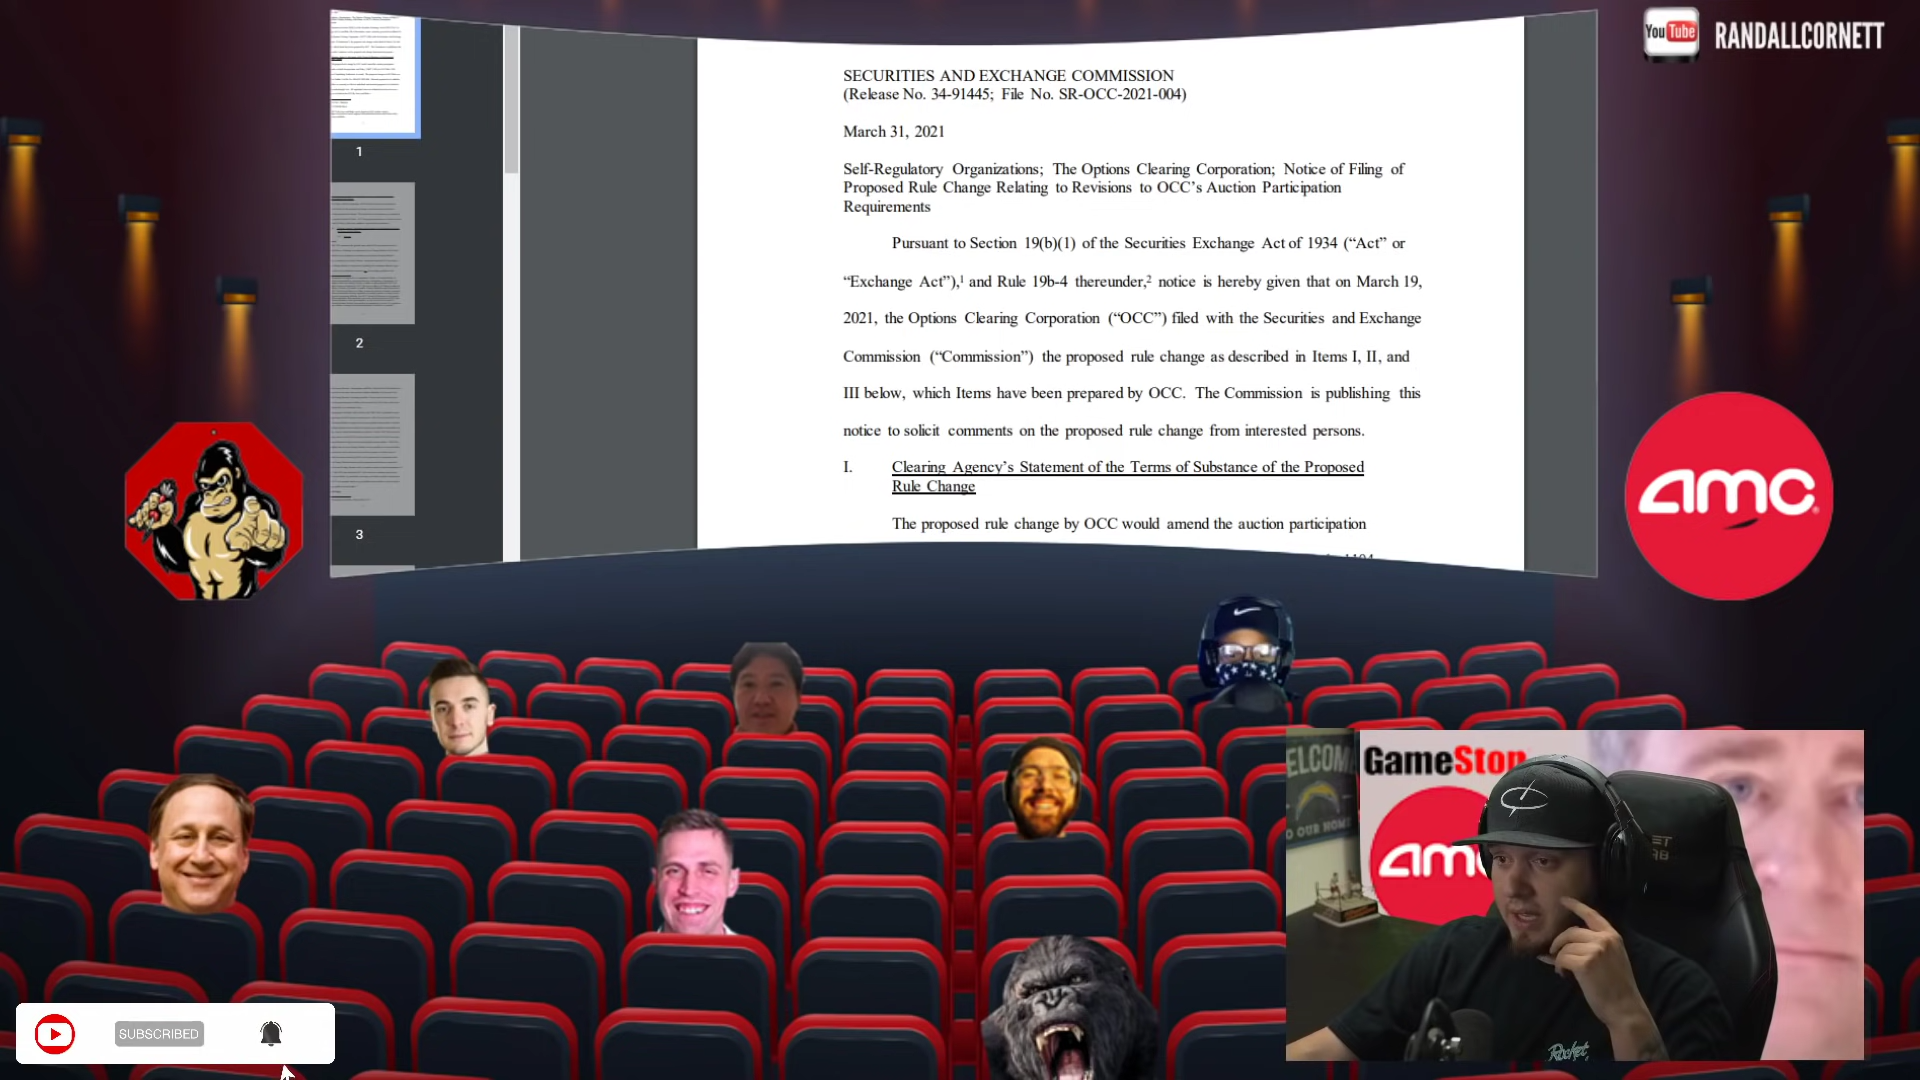 YouTube RANDALLCORNETT
SECURITIES AND EXCHANGE COMMISSION
(Release No. 34-91445; File No. SR-OCC-2021-004)
March 31, 2021
Self-Regulatory Organizations; The Options Clearing Corporation; Notice of Filing of
Proposed Rule Change Relating to Revisions to OCC’s Auction Participation
Requirements
Pursuant to Section 19(b)(1) of the Securities Exchange Act of 1934 (“Act” or
“Exchange Act”),1 and Rule 19b-4 thereunder,2 notice is hereby given that on March 19,
2021, the Options Clearing Corporation (“OCC”) filed with the Securities and Exchange
Commission (“Commission”) the proposed rule change as described in Items I, II, and
III below, which Items have been prepared by OCC. The Commission is publishing this
notice to solicit comments on the proposed rule change from interested persons.
I. Clearing Agency’s Statement of the Terms of Substance of the Proposed
Rule Change
The proposed rule change by OCC would amend the auction participation
1
2
3
amc
GameStop
ELCOM
O OUR HOME
amc
Rocket
SUBSCRIBED